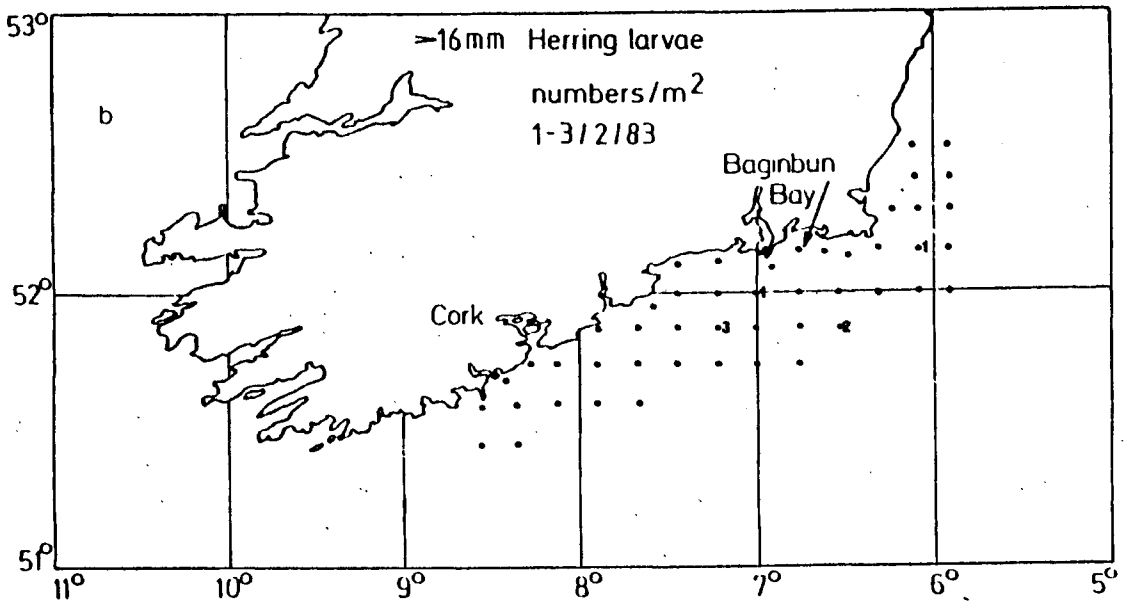 53°
>16mm Herring larvae
numbers/m²
1-3/2/83
b
Baginbun
Bay
1
52°
1
Cork
3
2
51°
11°
10°
9°
8°
7°
6°
5°